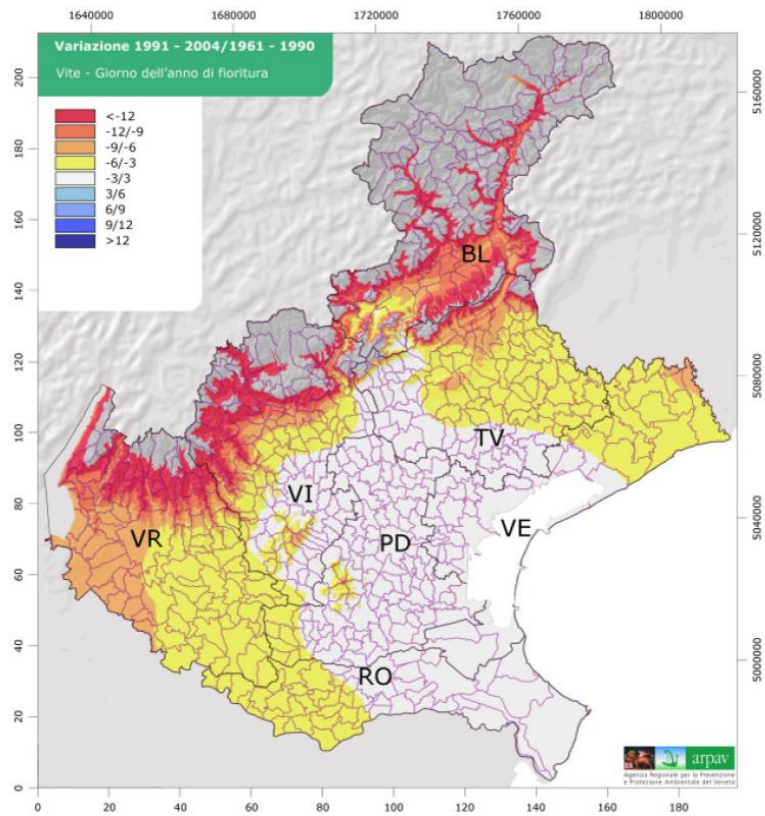 1640000 1680000 1720000 1760000 1800000
Variazione 1991 - 2004/1961 - 1990
Vite - Giorno dell'anno di fioritura
<-12
-12/-9
-9/-6
-6/-3
-3/3
3/6
6/9
9/12
>12
200
180
160
140
120
100
80
60
40
20
0
5160000
5120000
5080000
5040000
5000000
BL
TV
VI
VE
VR
PD
RO
arpav
Agenzia Regionale per la Prevenzione
e Protezione Ambientale del Veneto
0 20 40 60 80 100 120 140 160 180